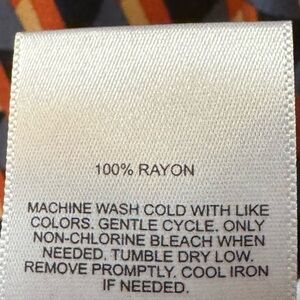 100% RAYON
MACHINE WASH COLD WITH LIKE
COLORS. GENTLE CYCLE. ONLY
NON-CHLORINE BLEACH WHEN
NEEDED. TUMBLE DRY LOW.
REMOVE PROMPTLY. COOL IRON
IF NEEDED.